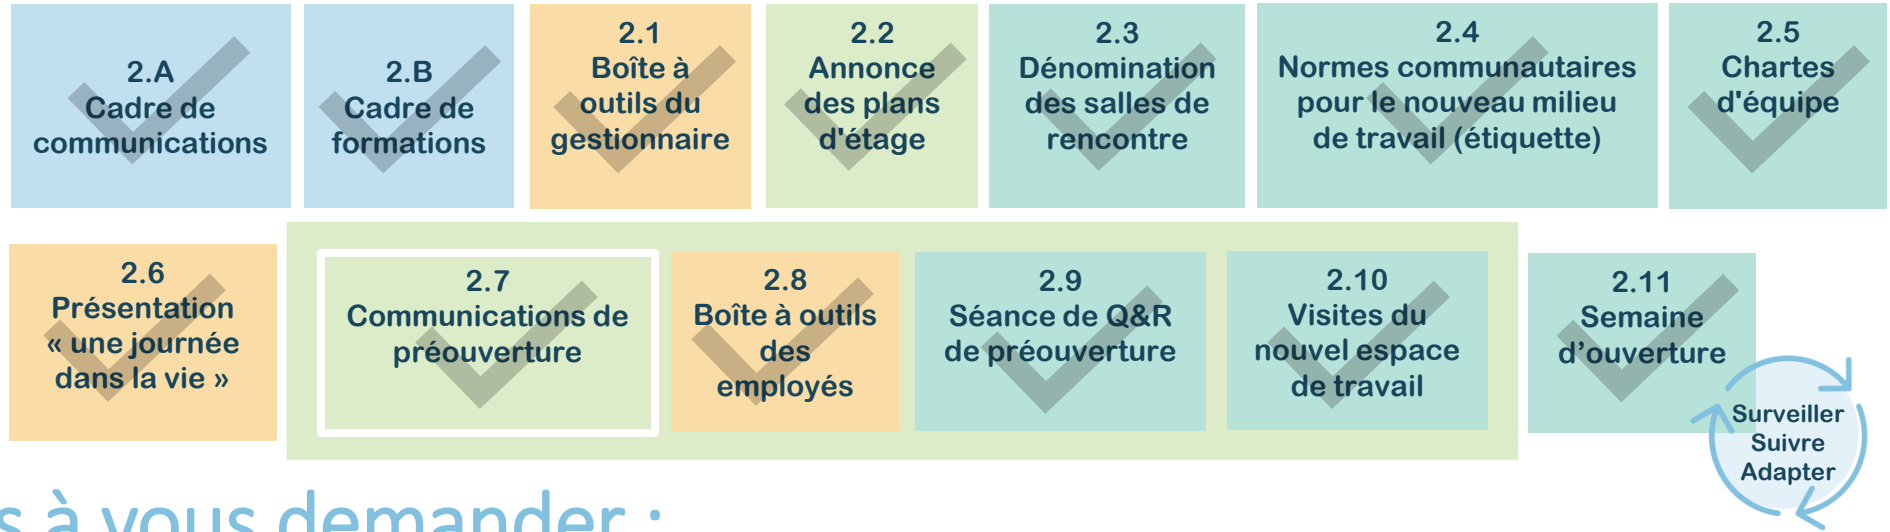 2.A
Cadre de
communications
2.B
Cadre de
formations
2.1
Boîte à
outils du
gestionnaire
2.2
Annonce
des plans
d'étage
2.3
Dénomination
des salles de
rencontre
2.4
Normes communautaires
pour le nouveau milieu
de travail (étiquette)
2.5
Chartes
d'équipe
2.6
Présentation
« une journée
dans la vie »
2.7
Communications de
préouverture
2.8
Boîte à outils
des
employés
2.9
Séance de Q&R
de préouverture
2.10
Visites du
nouvel espace
de travail
2.11
Semaine
d’ouverture
Surveiller
Suivre
Adapter
à vous demander :